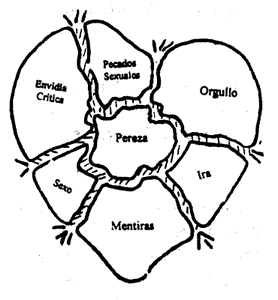 Pecados
Sexuales
Envidia
Crítica
Orgullo
Pereza
Sexo
Ira
Mentiras